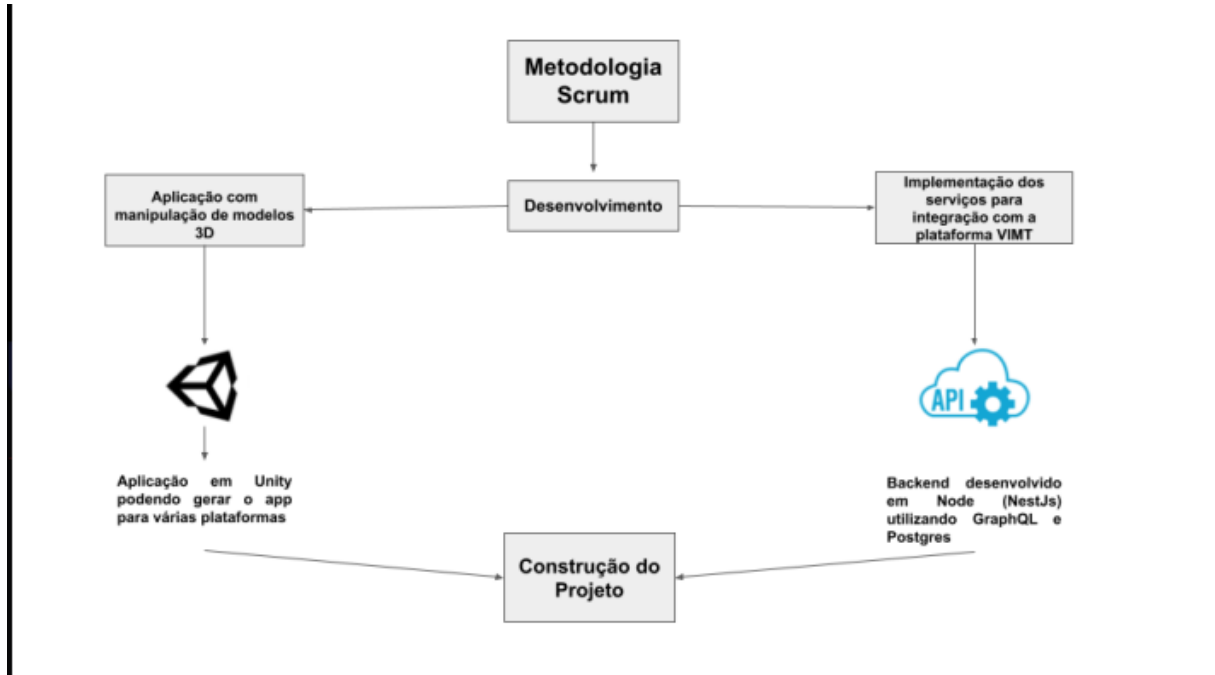 Metodologia
Scrum
Aplicação com
manipulação de modelos
3D
Desenvolvimento
Implementação dos
serviços para
integração com a
plataforma VIMT
API
Aplicação em Unity
podendo gerar o app
para várias plataformas
Backend desenvolvido
em Node (NestJs)
utilizando GraphQL e
Postgres
Construção do
Projeto